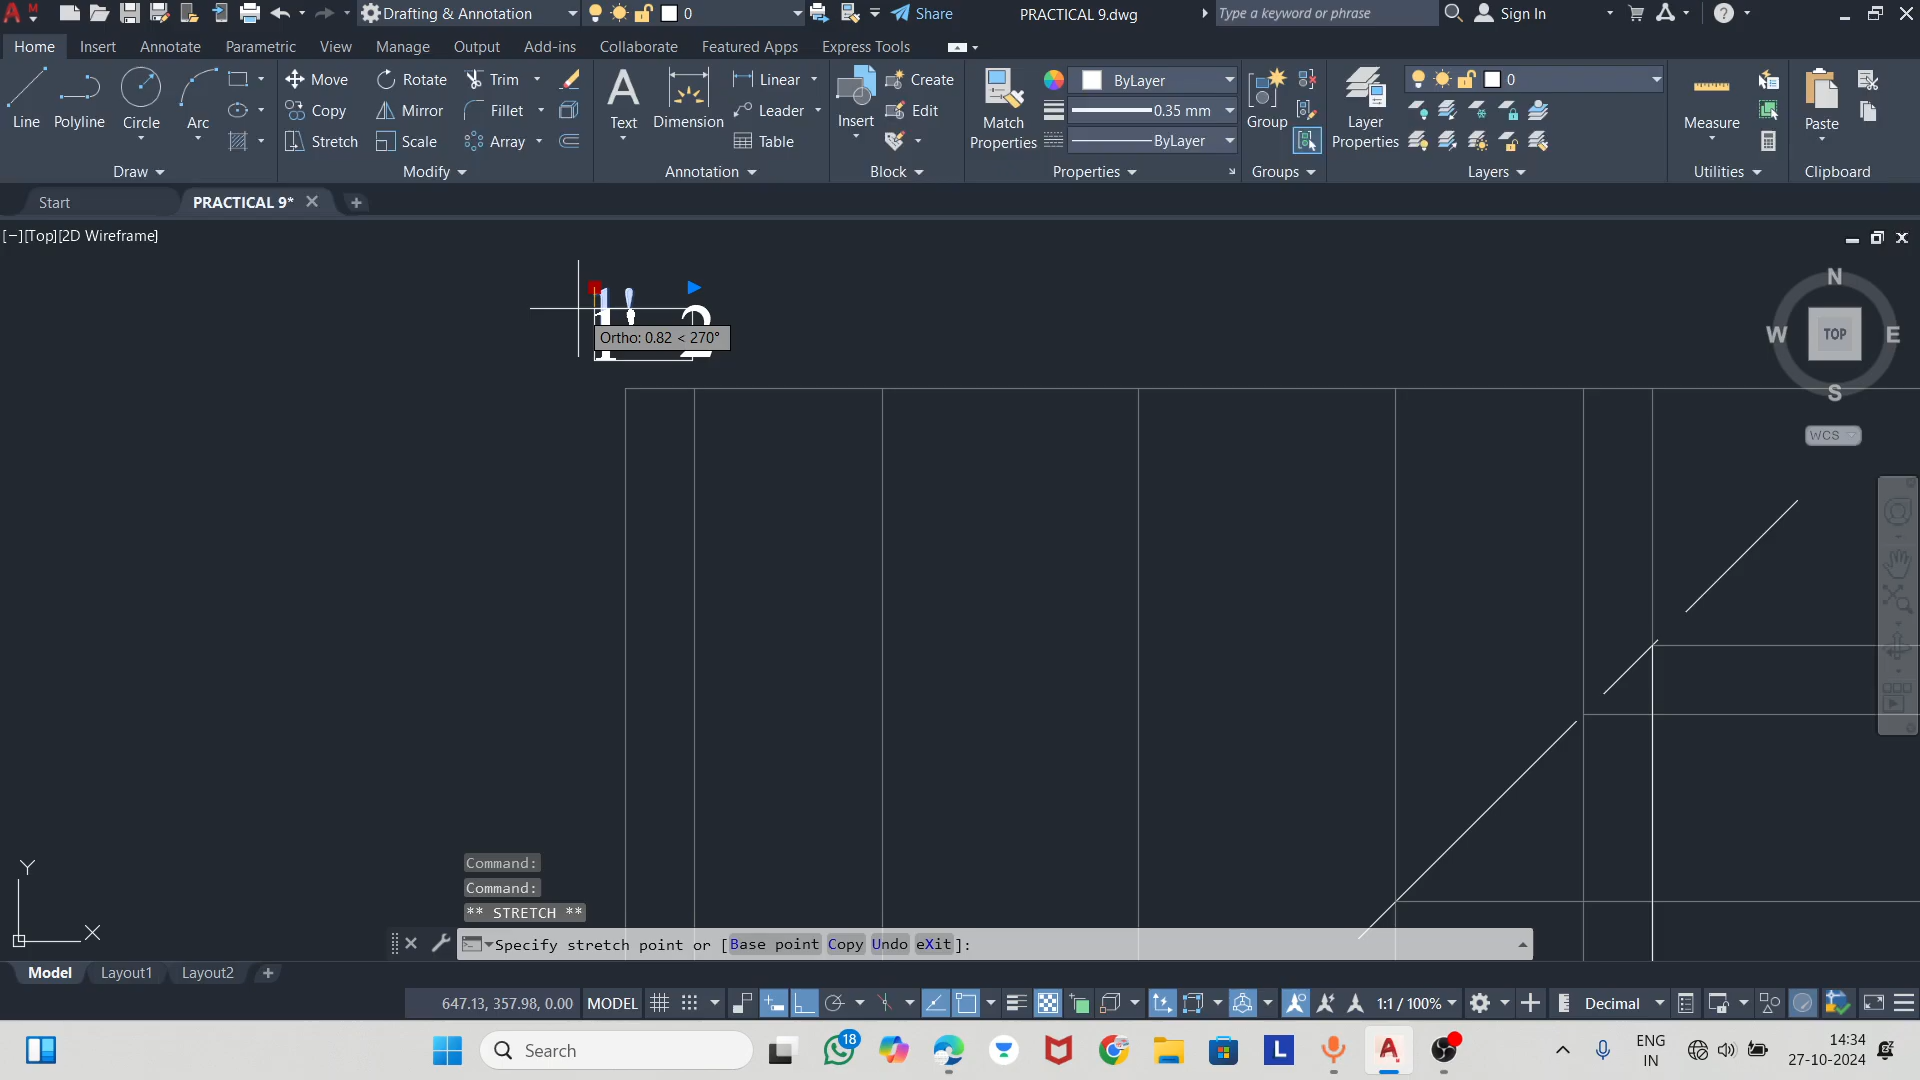 Drafting & Annotation
0
Share
PRACTICAL 9.dwg
Type a keyword or phrase
Sign In
Home Insert Annotate Parametric View Manage Output Add-ins Collaborate Featured Apps Express Tools
Line Polyline Circle Arc
Move Rotate Trim
Copy Mirror Fillet
Stretch Scale Array
Text Dimension
Linear
Leader
Table
Insert
Create
Edit
Match Properties
ByLayer
0.35 mm
ByLayer
Group
Layer Properties
0
Measure
Paste
Draw Modify Annotation Block Properties Groups Layers Utilities Clipboard
Start PRACTICAL 9*
[−][Top][2D Wireframe]
N
W TOP E
S
WCS
1' 2
Ortho: 0.82 < 270°
Command:
Command:
** STRETCH **
Specify stretch point or [Base point Copy Undo eXit]:
Y
X
Model Layout1 Layout2
647.13, 357.98, 0.00 MODEL 1:1 / 100% Decimal
Search
18
L
ENG
IN
14:34
27-10-2024